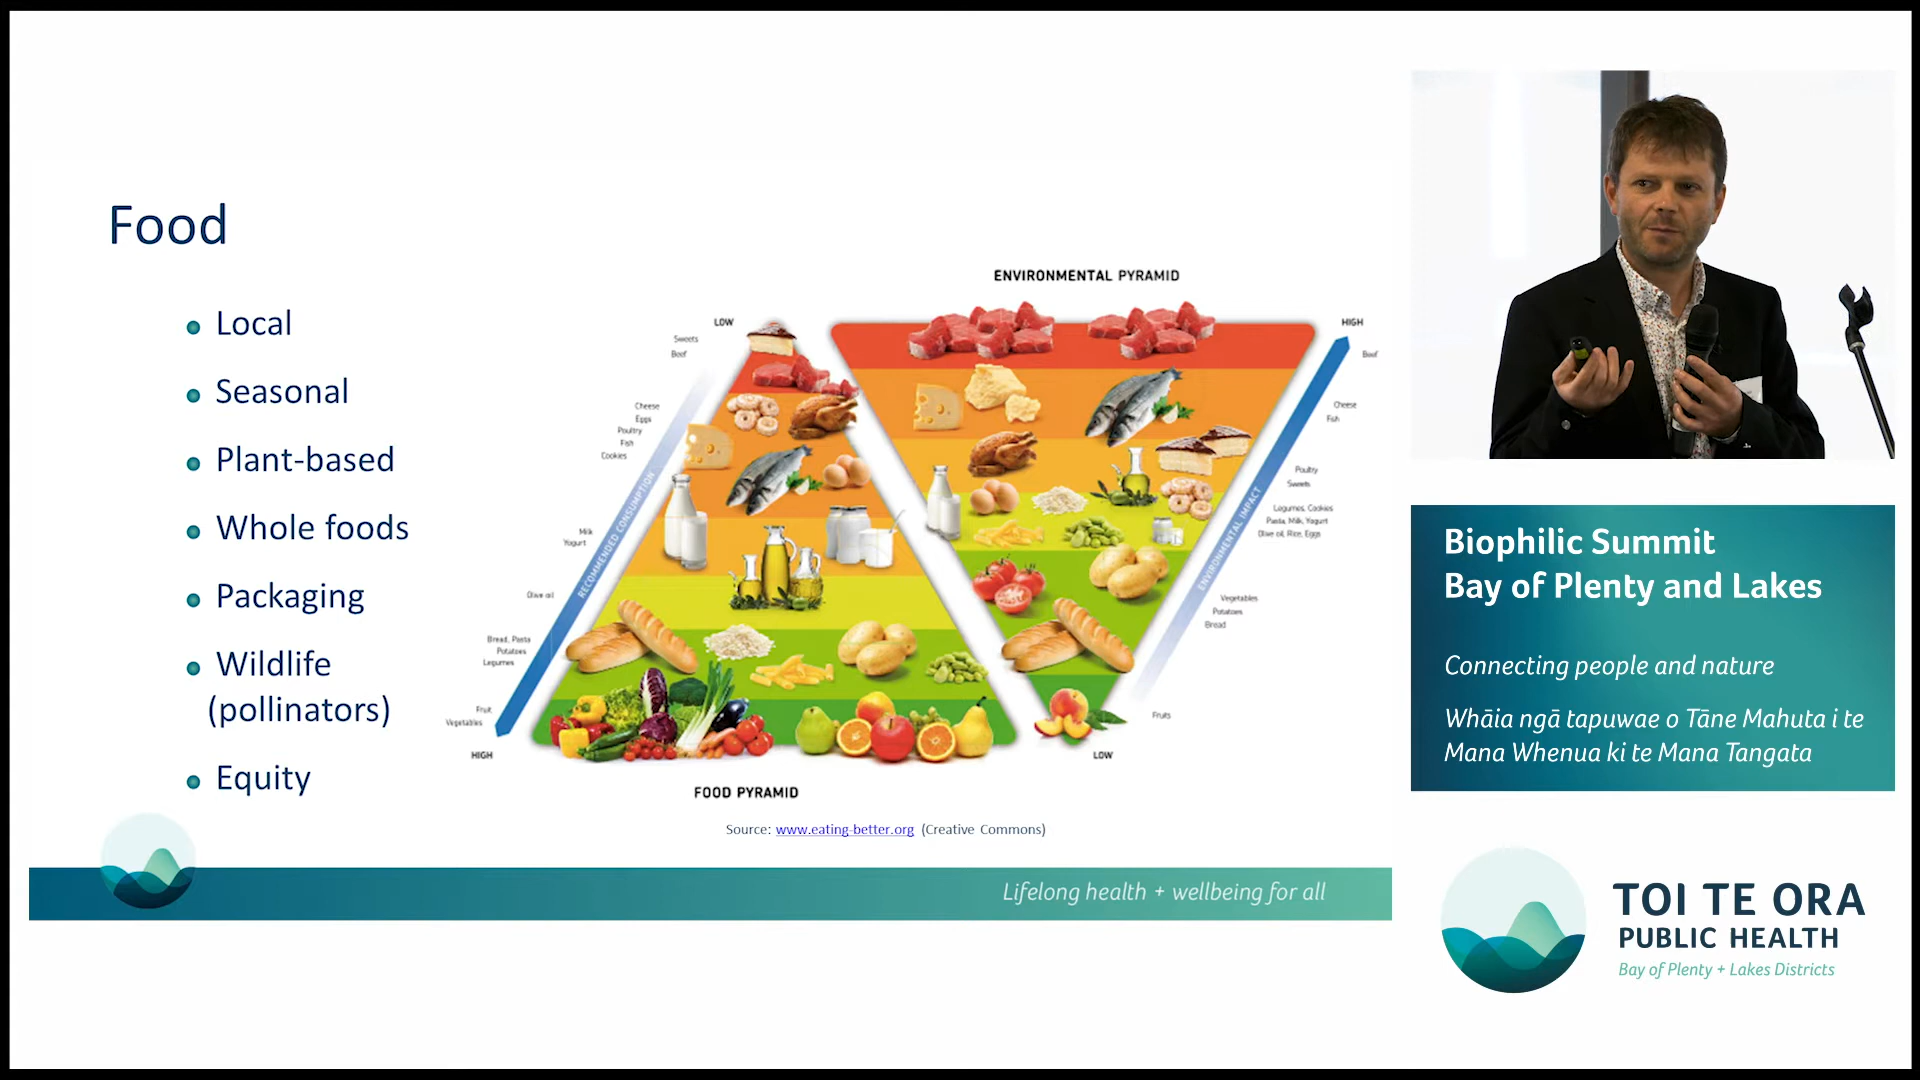 Food
Local
Seasonal
Plant-based
Whole foods
Packaging
Wildlife
(pollinators)
Equity
ENVIRONMENTAL PYRAMID
LOW
Sweets
Beef
Cheese
Eggs
Poultry
Fish
Cookies
Milk
Yogurt
Olive oil
Bread, Pasta
Potatoes
Legumes
Fruit
Vegetables
HIGH
RECOMMENDED CONSUMPTION
FOOD PYRAMID
HIGH
Beef
Cheese
Fish
Poultry
Sweets
Legumes, Cookies
Pasta, Milk, Yogurt
Olive oil, Rice, Eggs
Vegetables
Potatoes
Bread
Fruits
LOW
ENVIRONMENTAL IMPACT
Source: www.eating-better.org (Creative Commons)
Lifelong health + wellbeing for all
Biophilic Summit
Bay of Plenty and Lakes
Connecting people and nature
Whāia ngā tapuwae o Tāne Mahuta i te
Mana Whenua ki te Mana Tangata
TOI TE ORA
PUBLIC HEALTH
Bay of Plenty + Lakes Districts